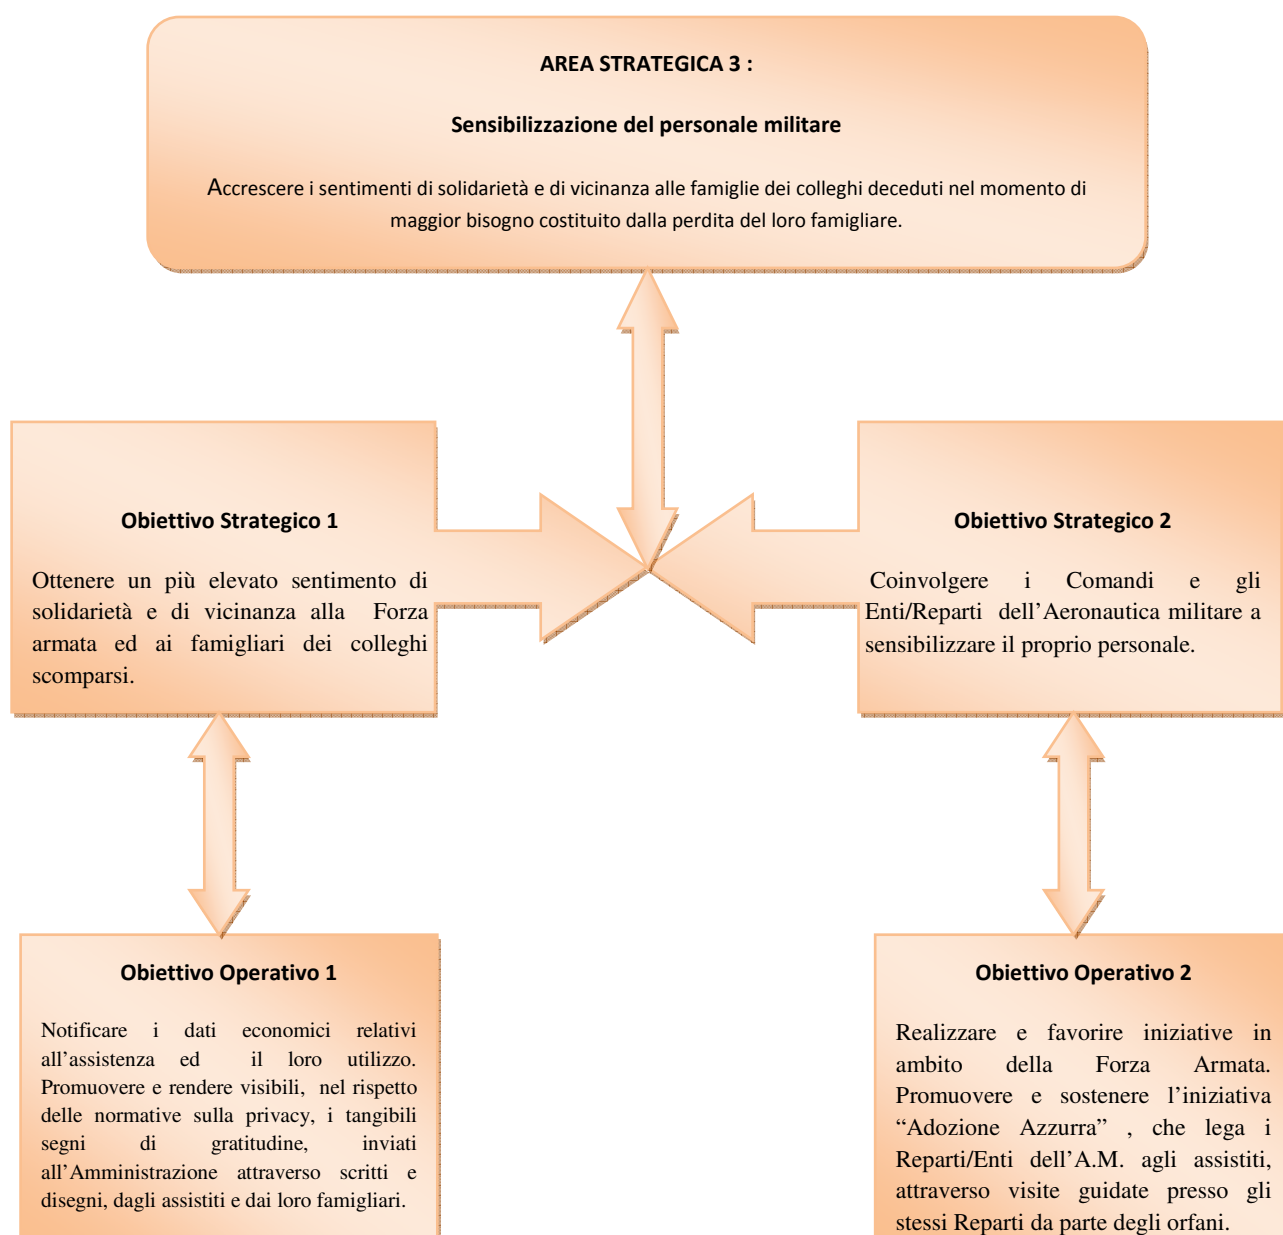 AREA STRATEGICA 3 :
Sensibilizzazione del personale militare
Accrescere i sentimenti di solidarietà e di vicinanza alle famiglie dei colleghi deceduti nel momento di
maggior bisogno costituito dalla perdita del loro famigliare.
Obiettivo Strategico 1
Ottenere un più elevato sentimento di
solidarietà e di vicinanza alla Forza
armata ed ai famigliari dei colleghi
scomparsi.
Obiettivo Strategico 2
Coinvolgere i Comandi e gli
Enti/Reparti dell’Aeronautica militare a
sensibilizzare il proprio personale.
Obiettivo Operativo 1
Notificare i dati economici relativi
all’assistenza ed il loro utilizzo.
Promuovere e rendere visibili, nel rispetto
delle normative sulla privacy, i tangibili
segni di gratitudine, inviati
all’Amministrazione attraverso scritti e
disegni, dagli assistiti e dai loro famigliari.
Obiettivo Operativo 2
Realizzare e favorire iniziative in
ambito della Forza Armata.
Promuovere e sostenere l’iniziativa
“Adozione Azzurra” , che lega i
Reparti/Enti dell’A.M. agli assistiti,
attraverso visite guidate presso gli
stessi Reparti da parte degli orfani.